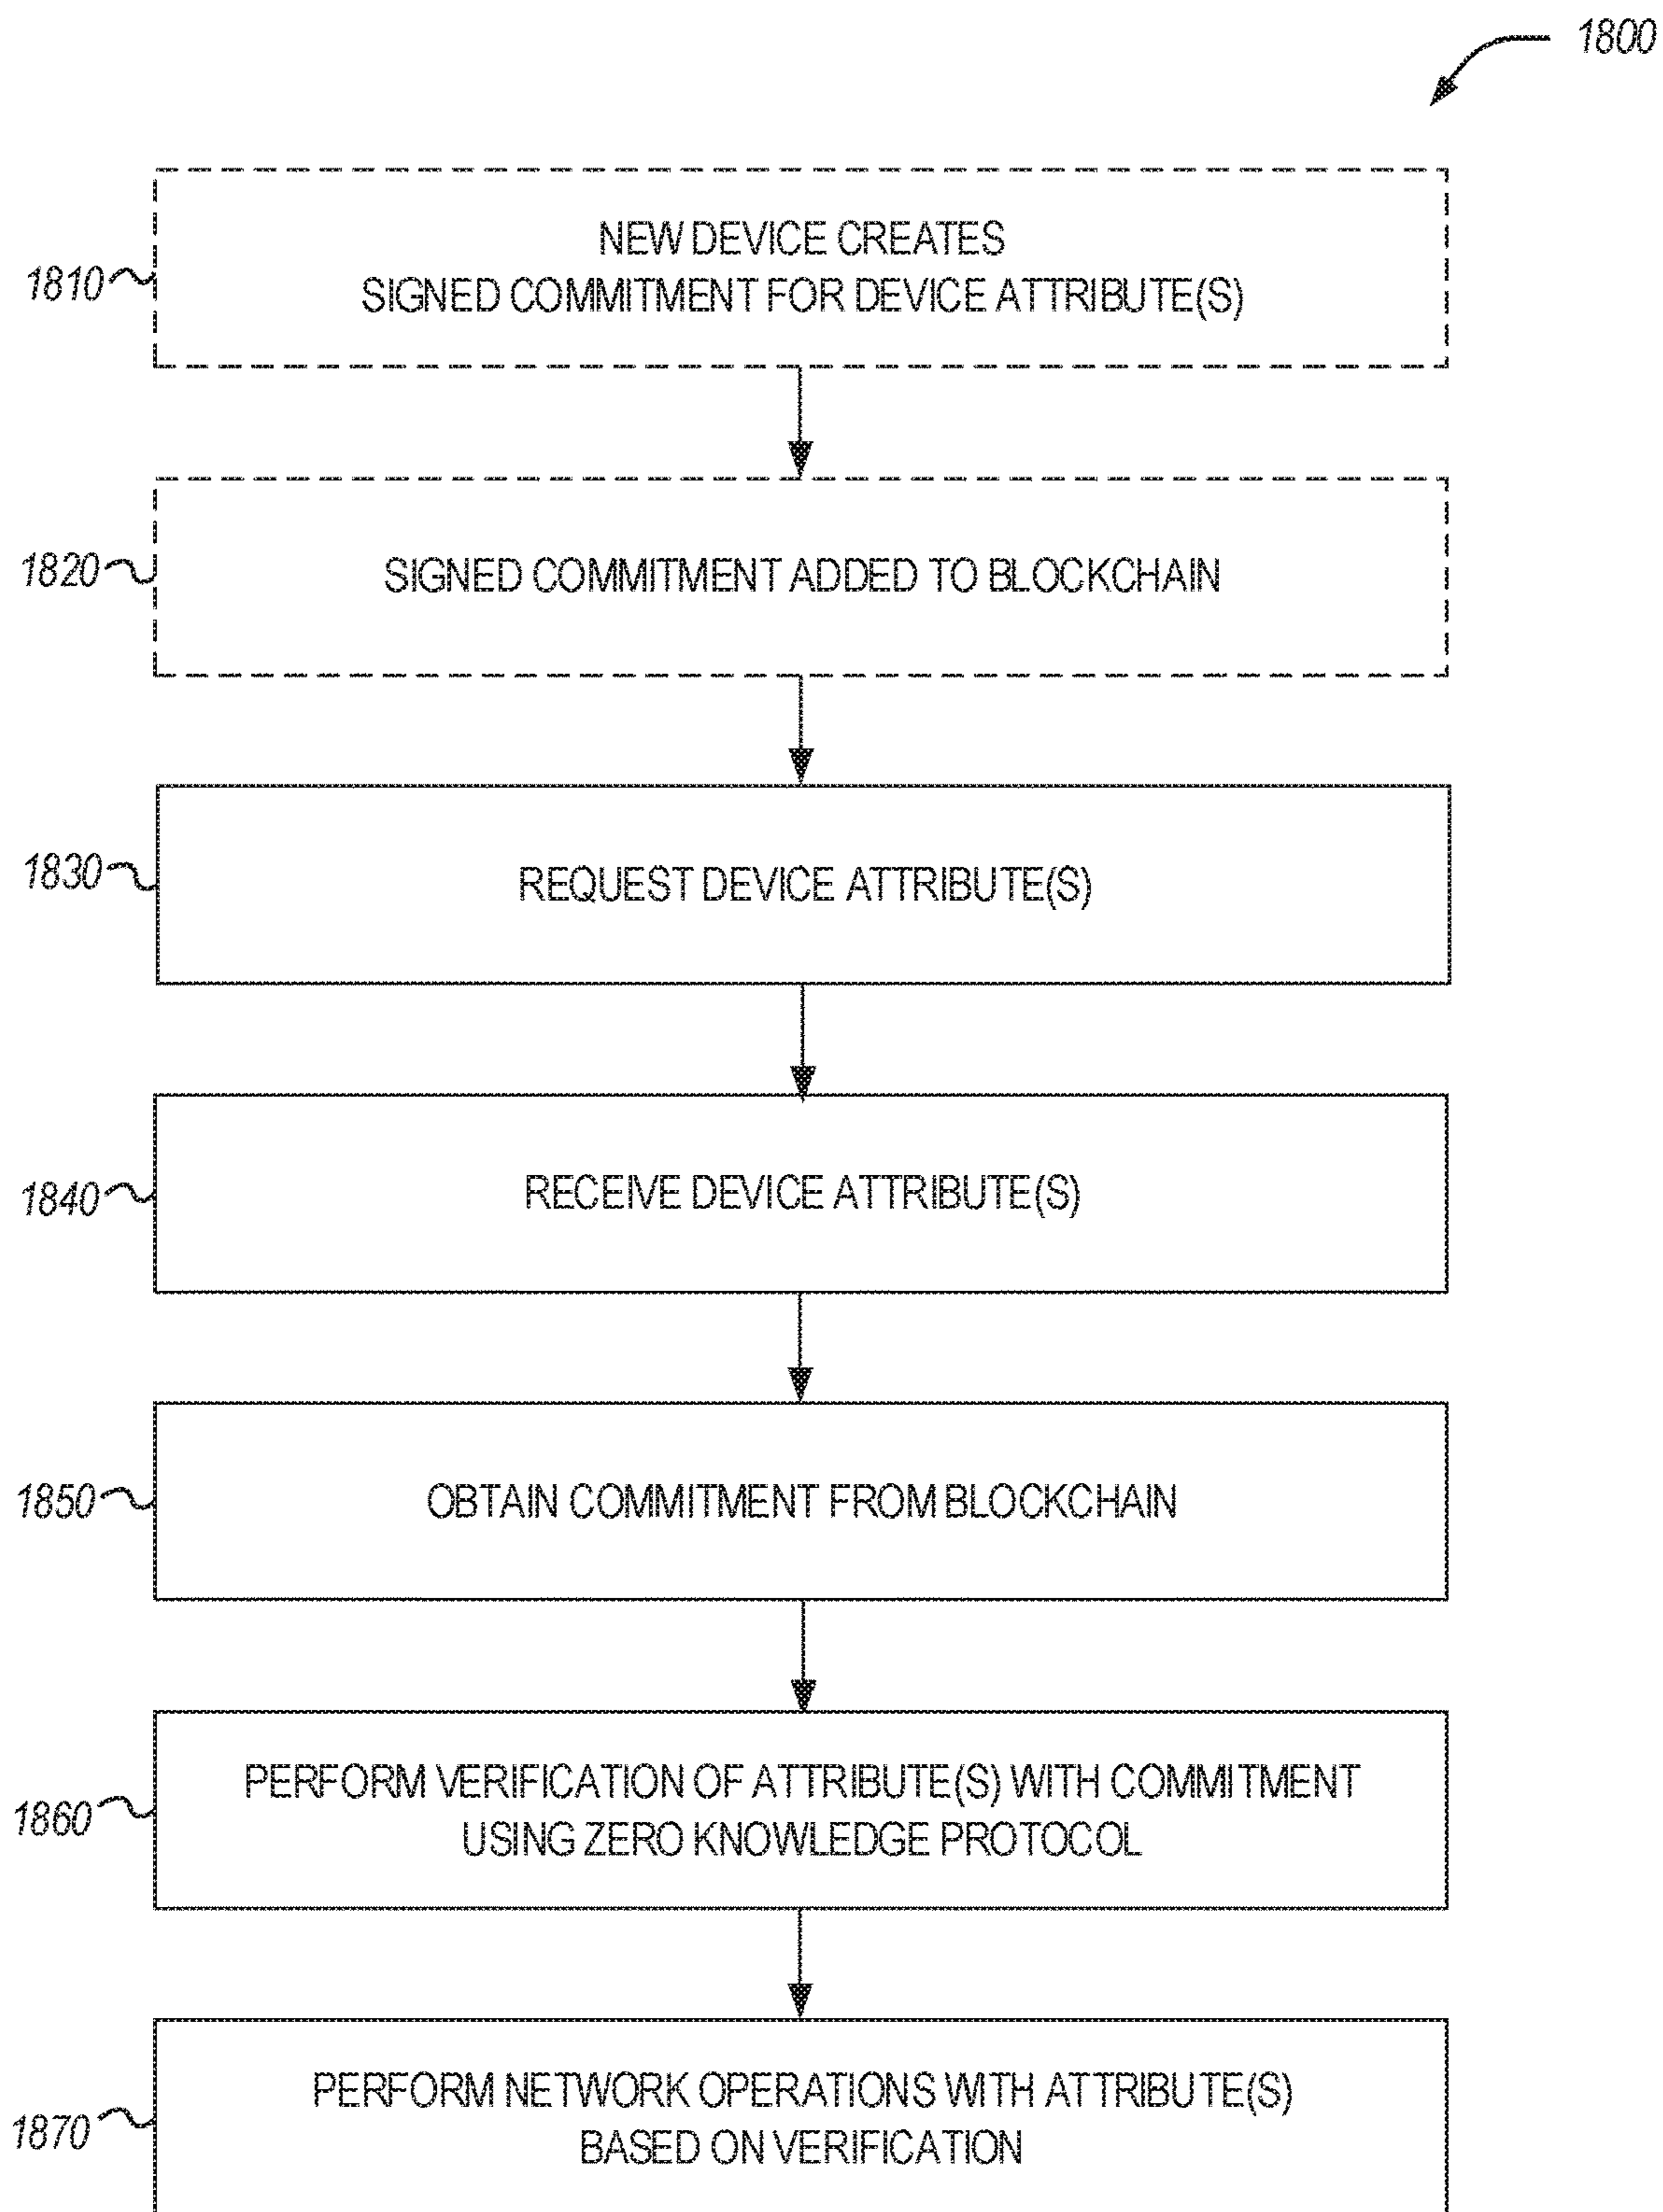 1800
1810
NEW DEVICE CREATES
SIGNED COMMITMENT FOR DEVICE ATTRIBUTE(S)
1820
SIGNED COMMITMENT ADDED TO BLOCKCHAIN
1830
REQUEST DEVICE ATTRIBUTE(S)
1840
RECEIVE DEVICE ATTRIBUTE(S)
1850
OBTAIN COMMITMENT FROM BLOCKCHAIN
1860
PERFORM VERIFICATION OF ATTRIBUTE(S) WITH COMMITMENT
USING ZERO KNOWLEDGE PROTOCOL
1870
PERFORM NETWORK OPERATIONS WITH ATTRIBUTE(S)
BASED ON VERIFICATION